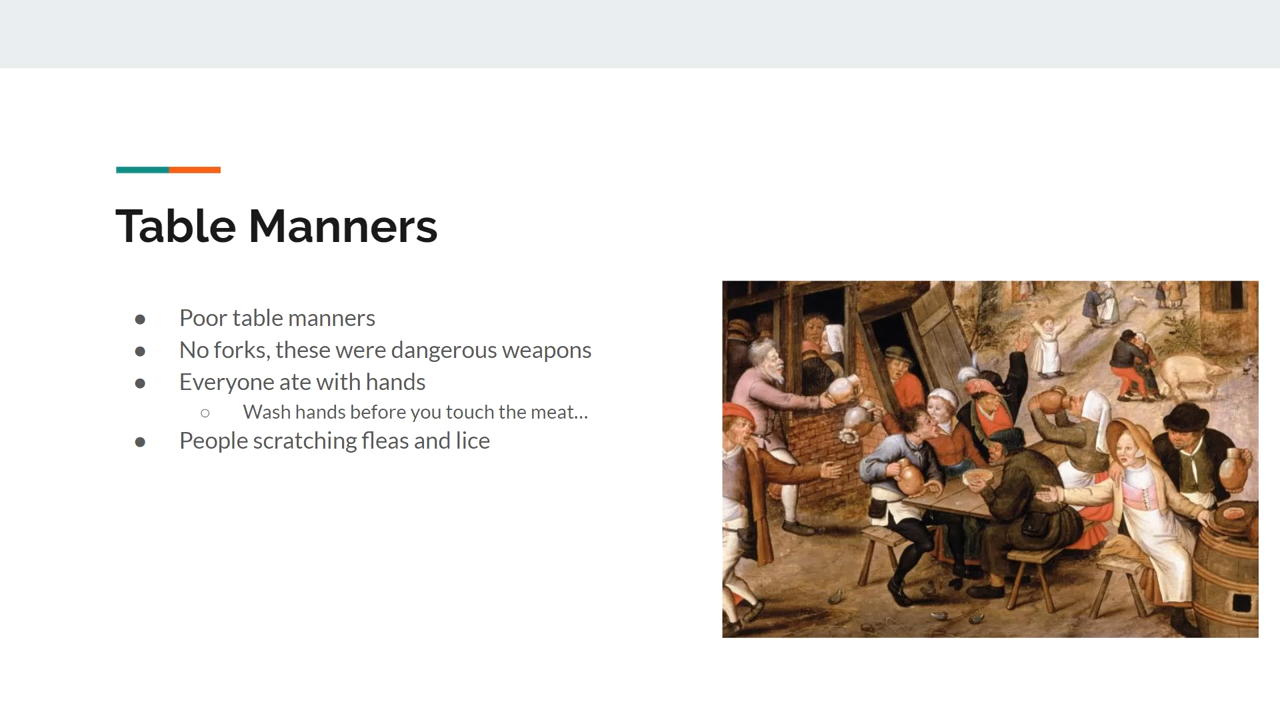 Table Manners
● Poor table manners
● No forks, these were dangerous weapons
● Everyone ate with hands
○ Wash hands before you touch the meat...
● People scratching fleas and lice